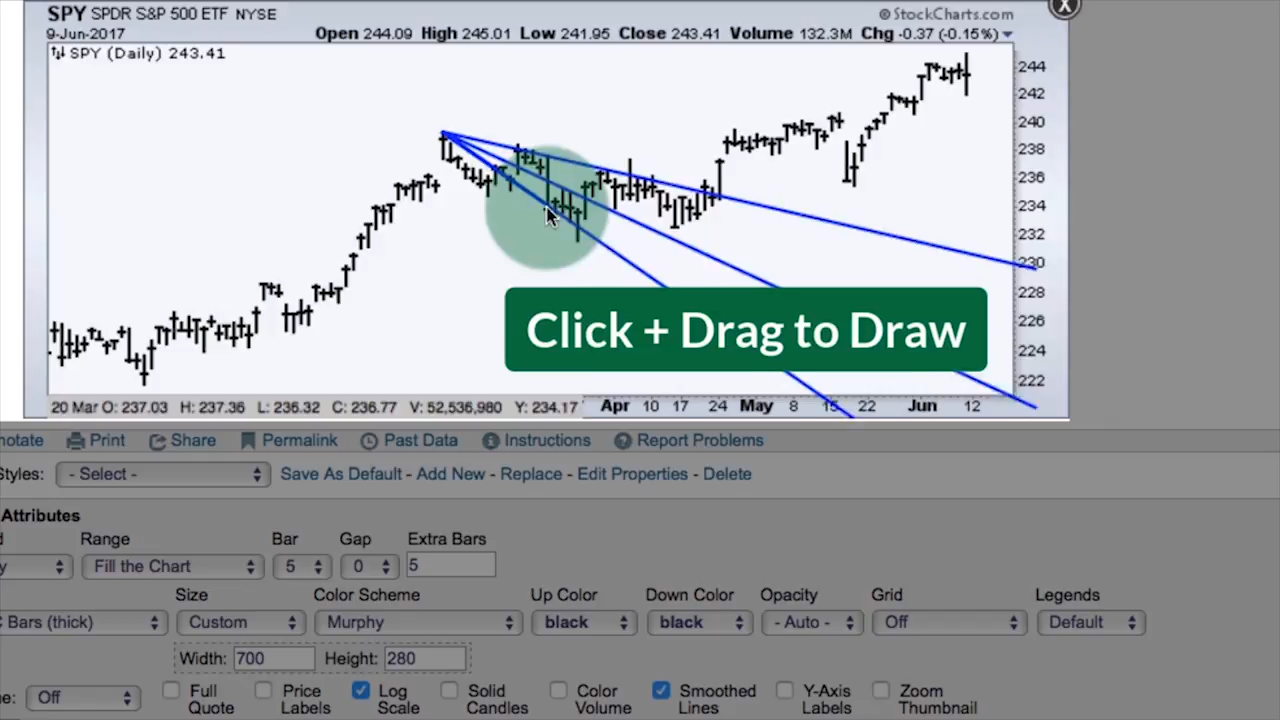 SPY SPDR S&P 500 ETF NYSE
© StockCharts.com
X
9-Jun-2017
Open 244.09 High 245.01 Low 241.95 Close 243.41 Volume 132.3M Chg -0.37 (-0.15%)
SPY (Daily) 243.41
244
242
240
238
236
234
232
230
228
226
224
222
Click + Drag to Draw
20 Mar O: 237.03 H: 237.36 L: 236.32 C: 236.77 V: 52,536,980 Y: 234.17
Apr 10 17 24 May 8 15 22 Jun 12
notate Print Share Permalink Past Data Instructions Report Problems
Styles: - Select - Save As Default - Add New - Replace - Edit Properties - Delete
Attributes
d Range Bar Gap Extra Bars
y Fill the Chart 5 0 5
Size Color Scheme Up Color Down Color Opacity Grid Legends
C Bars (thick) Custom Murphy black black - Auto - Off Default
Width: 700 Height: 280
ne: Off Full Quote Price Labels Log Scale Solid Candles Color Volume Smoothed Lines Y-Axis Labels Zoom Thumbnail